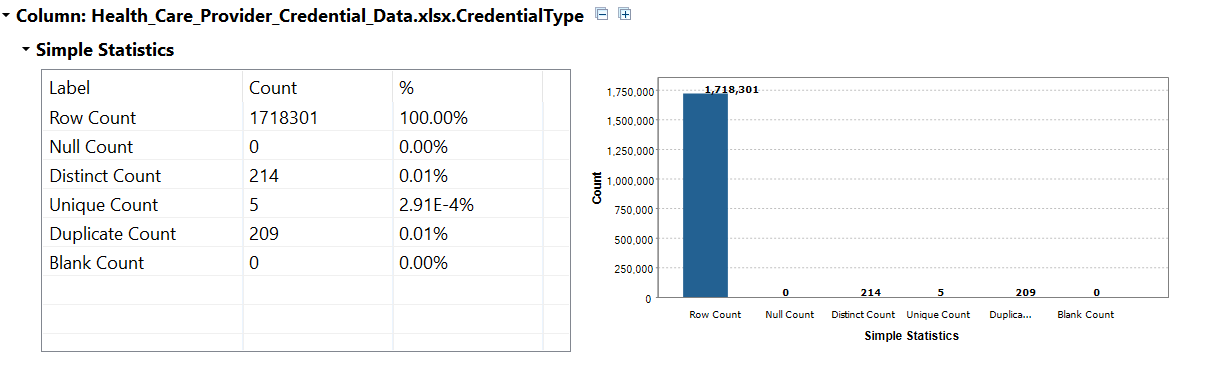 Column: Health_Care_Provider_Credential_Data.xlsx.CredentialType
Simple Statistics
Label Count %
Row Count 1718301 100.00%
Null Count 0 0.00%
Distinct Count 214 0.01%
Unique Count 5 2.91E-4%
Duplicate Count 209 0.01%
Blank Count 0 0.00%
1,718,301
1,750,000
1,500,000
1,250,000
1,000,000
750,000
500,000
250,000
0
Count
0 214 5 209 0
Row Count Null Count Distinct Count Unique Count Duplica... Blank Count
Simple Statistics